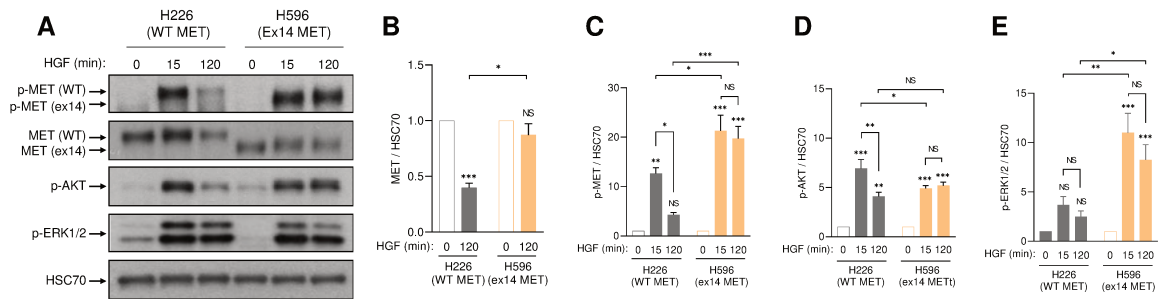 A
H226
(WT MET)
H596
(Ex14 MET)
HGF (min):
0 15 120 0 15 120
p-MET (WT)
p-MET (ex14)
MET (WT)
MET (ex14)
p-AKT
p-ERK1/2
HSC70
B
MET / HSC70
1.5
1.0
0.5
0.0
*
***
NS
HGF (min):
0 120 0 120
H226
(WT MET)
H596
(ex14 MET)
C
p-MET / HSC70
30
20
10
0
***
*
NS
*** ***
*
**
NS
HGF (min):
0 15 120 0 15 120
H226
(WT MET)
H596
(ex14 MET)
D
p-AKT / HSC70
15
10
5
0
NS
*
**
***
**
NS
*** ***
HGF (min):
0 15 120 0 15 120
H226
(WT MET)
H596
(ex14 METt)
E
p-ERK1/2 / HSC70
15
10
5
0
*
**
NS
***
***
NS
NS
NS
HGF (min):
0 15 120 0 15 120
H226
(WT MET)
H596
(ex14 MET)